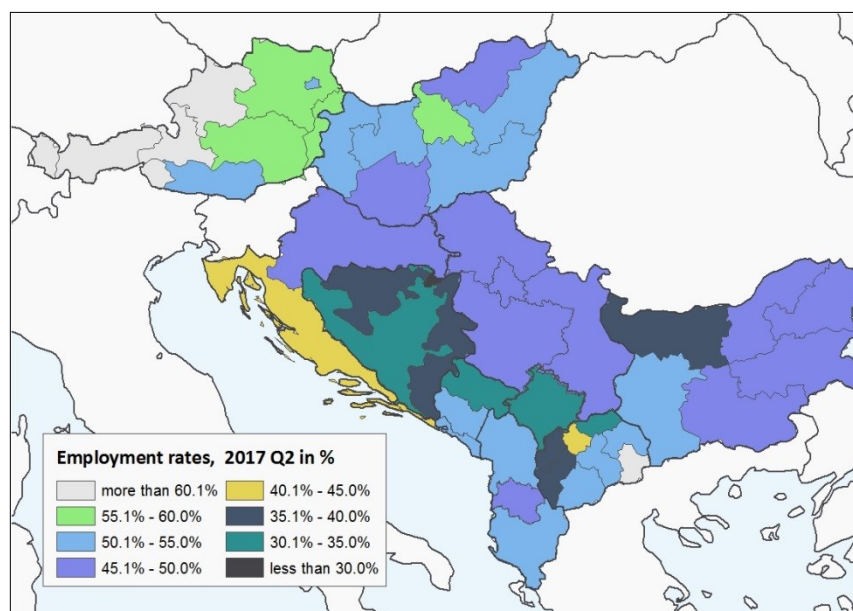 Employment rates, 2017 Q2 in %
more than 60.1%
55.1% - 60.0%
50.1% - 55.0%
45.1% - 50.0%
40.1% - 45.0%
35.1% - 40.0%
30.1% - 35.0%
less than 30.0%